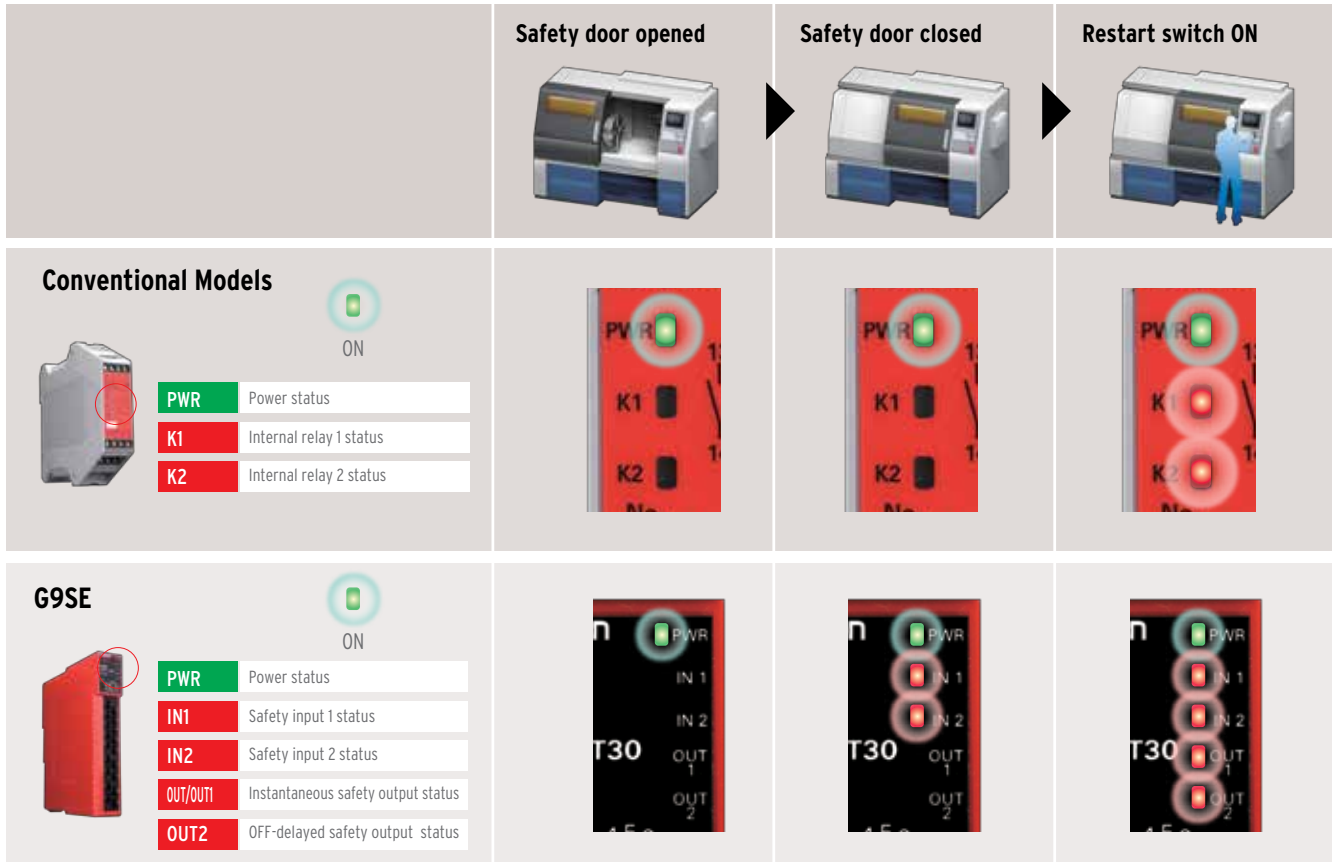 Safety door opened
Safety door closed
Restart switch ON
Conventional Models
ON
PWR Power status
K1 Internal relay 1 status
K2 Internal relay 2 status
PWR
K1
K2
PWR
K1
K2
PWR
K1
K2
G9SE
ON
PWR Power status
IN1 Safety input 1 status
IN2 Safety input 2 status
OUT/OUT1 Instantaneous safety output status
OUT2 OFF-delayed safety output status
n PWR
IN 1
IN 2
T30 OUT
1
OUT
2
n PWR
IN 1
IN 2
T30 OUT
1
OUT
2
n PWR
IN 1
IN 2
T30 OUT
1
OUT
2